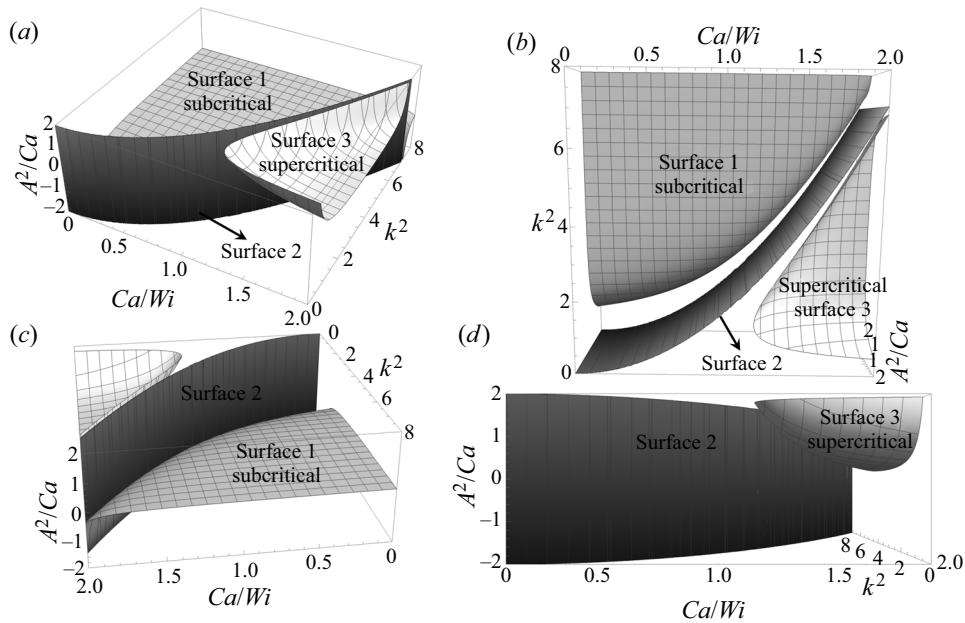 (a)
2
1
0
−1
−2
A²/Ca
0
0.5
1.0
1.5
2.0
Ca/Wi
0
2
4
6
8
k²
Surface 1
subcritical
Surface 3
supercritical
Surface 2
(b)
Ca/Wi
0
0.5
1.0
1.5
2.0
8
6
k² 4
2
0
Surface 1
subcritical
Supercritical
surface 3
Surface 2
2
1
1
2
A²/Ca
(c)
0
2
4
6
8
k²
Surface 2
Surface 1
subcritical
2
1
0
−1
−2
A²/Ca
2.0
1.5
1.0
0.5
0
Ca/Wi
(d)
2
1
0
−1
−2
A²/Ca
Surface 2
Surface 3
supercritical
0
0.5
1.0
1.5
2.0
Ca/Wi
8
6
4
2
0
k²